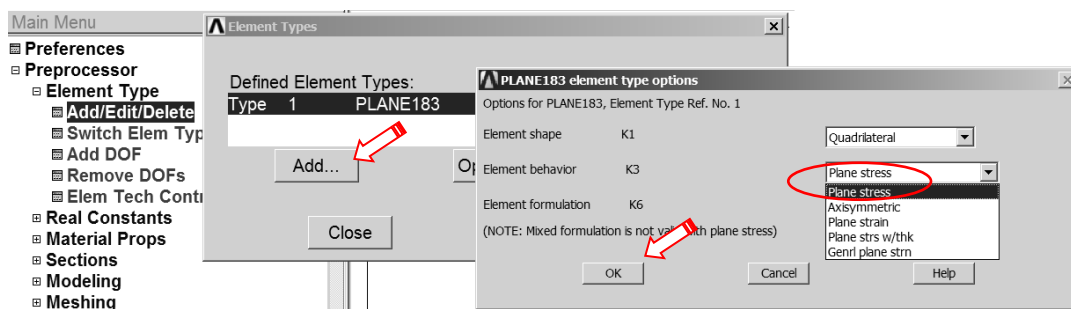 Main Menu
Preferences
Preprocessor
Element Type
Add/Edit/Delete
Switch Elem Typ
Add DOF
Remove DOFs
Elem Tech Contr
Real Constants
Material Props
Sections
Modeling
Meshing
Element Types
Defined Element Types:
Type 1 PLANE183
Add...
Close
PLANE183 element type options
Options for PLANE183, Element Type Ref. No. 1
Element shape K1 Quadrilateral
Element behavior K3 Plane stress
Plane stress
Axisymmetric
Plane strain
Plane strs w/thk
Genrl plane strn
Element formulation K6
(NOTE: Mixed formulation is not valid with plane stress)
OK Cancel Help